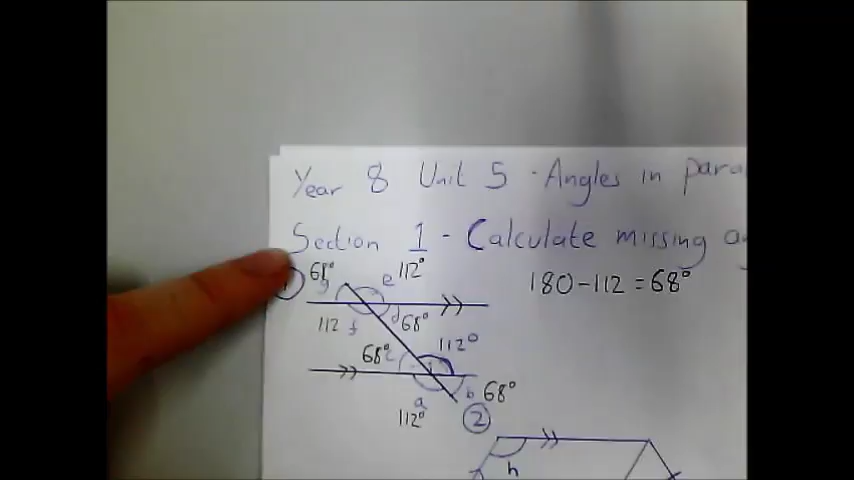 Year 8 Unit 5 - Angles in para
Section 1 - Calculate missing
68° e 112°
180-112 = 68°
112 f d 68°
68° c 112°
b 68°
a
112°
2
h